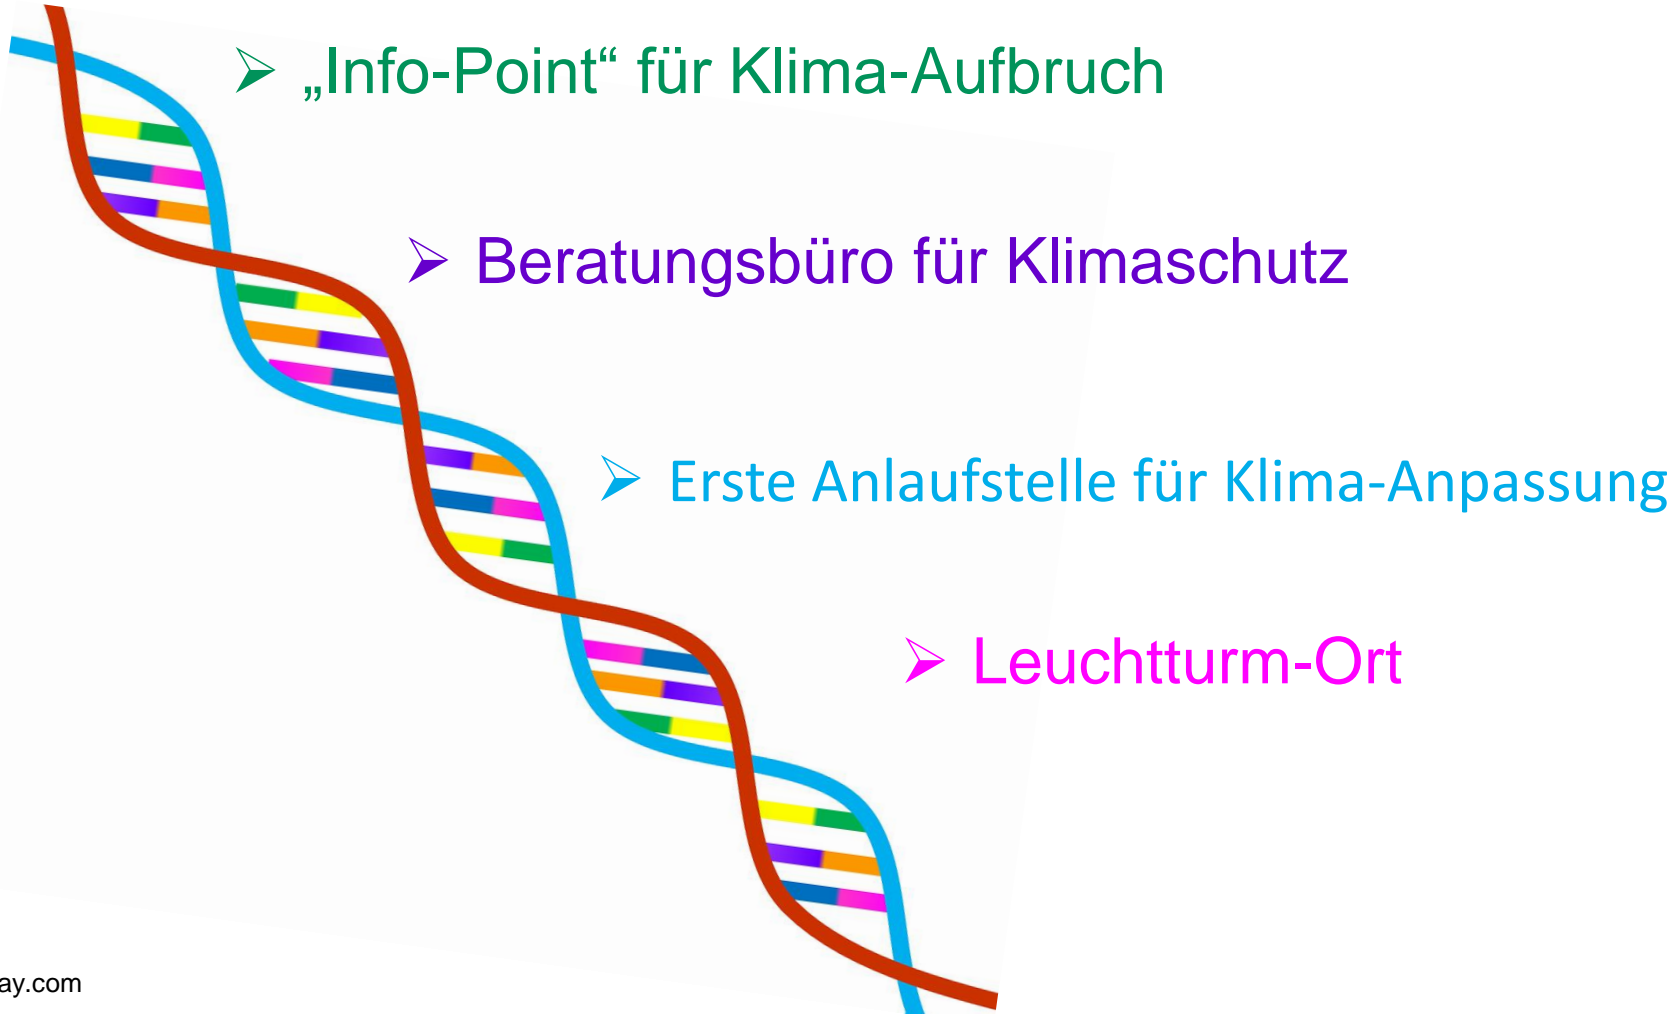 ➢ „Info-Point“ für Klima-Aufbruch
➢ Beratungsbüro für Klimaschutz
➢ Erste Anlaufstelle für Klima-Anpassung
➢ Leuchtturm-Ort
ay.com